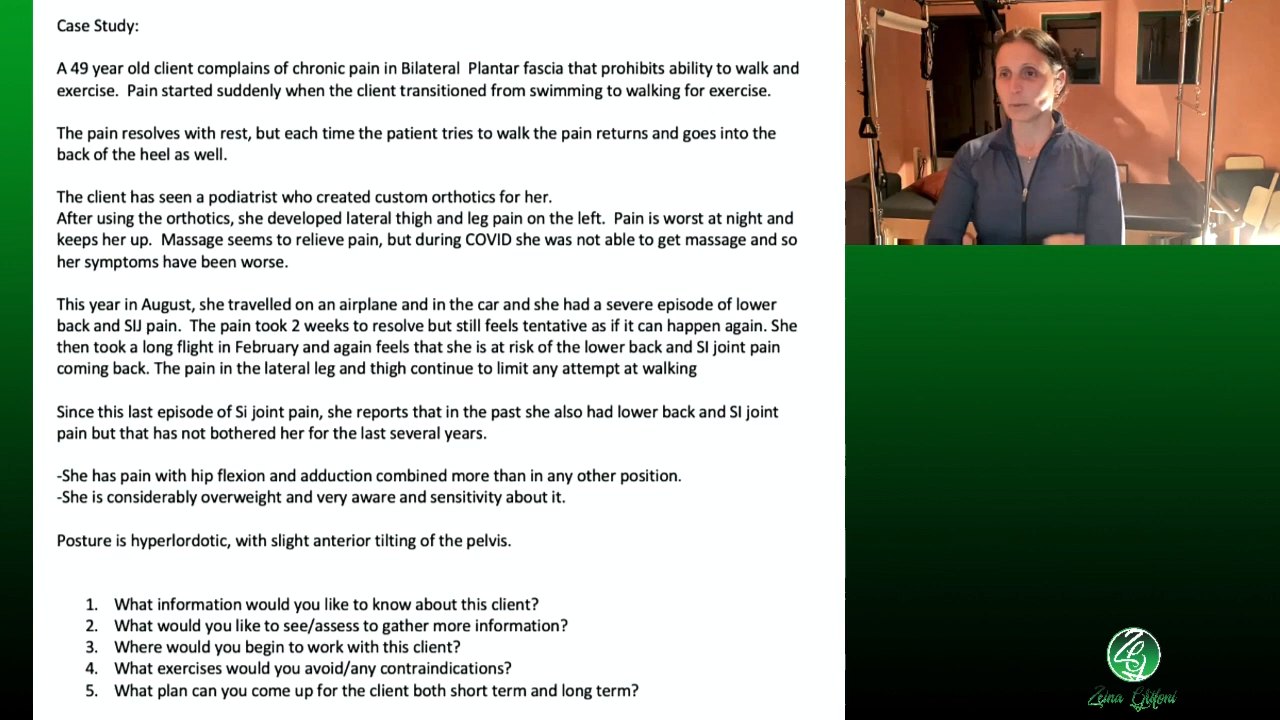 Case Study:
A 49 year old client complains of chronic pain in Bilateral Plantar fascia that prohibits ability to walk and
exercise. Pain started suddenly when the client transitioned from swimming to walking for exercise.
The pain resolves with rest, but each time the patient tries to walk the pain returns and goes into the
back of the heel as well.
The client has seen a podiatrist who created custom orthotics for her.
After using the orthotics, she developed lateral thigh and leg pain on the left. Pain is worst at night and
keeps her up. Massage seems to relieve pain, but during COVID she was not able to get massage and so
her symptoms have been worse.
This year in August, she travelled on an airplane and in the car and she had a severe episode of lower
back and SIJ pain. The pain took 2 weeks to resolve but still feels tentative as if it can happen again. She
then took a long flight in February and again feels that she is at risk of the lower back and SI joint pain
coming back. The pain in the lateral leg and thigh continue to limit any attempt at walking
Since this last episode of Si joint pain, she reports that in the past she also had lower back and SI joint
pain but that has not bothered her for the last several years.
-She has pain with hip flexion and adduction combined more than in any other position.
-She is considerably overweight and very aware and sensitivity about it.
Posture is hyperlordotic, with slight anterior tilting of the pelvis.
1. What information would you like to know about this client?
2. What would you like to see/assess to gather more information?
3. Where would you begin to work with this client?
4. What exercises would you avoid/any contraindications?
5. What plan can you come up for the client both short term and long term?
ZG
Zeina Grifoni